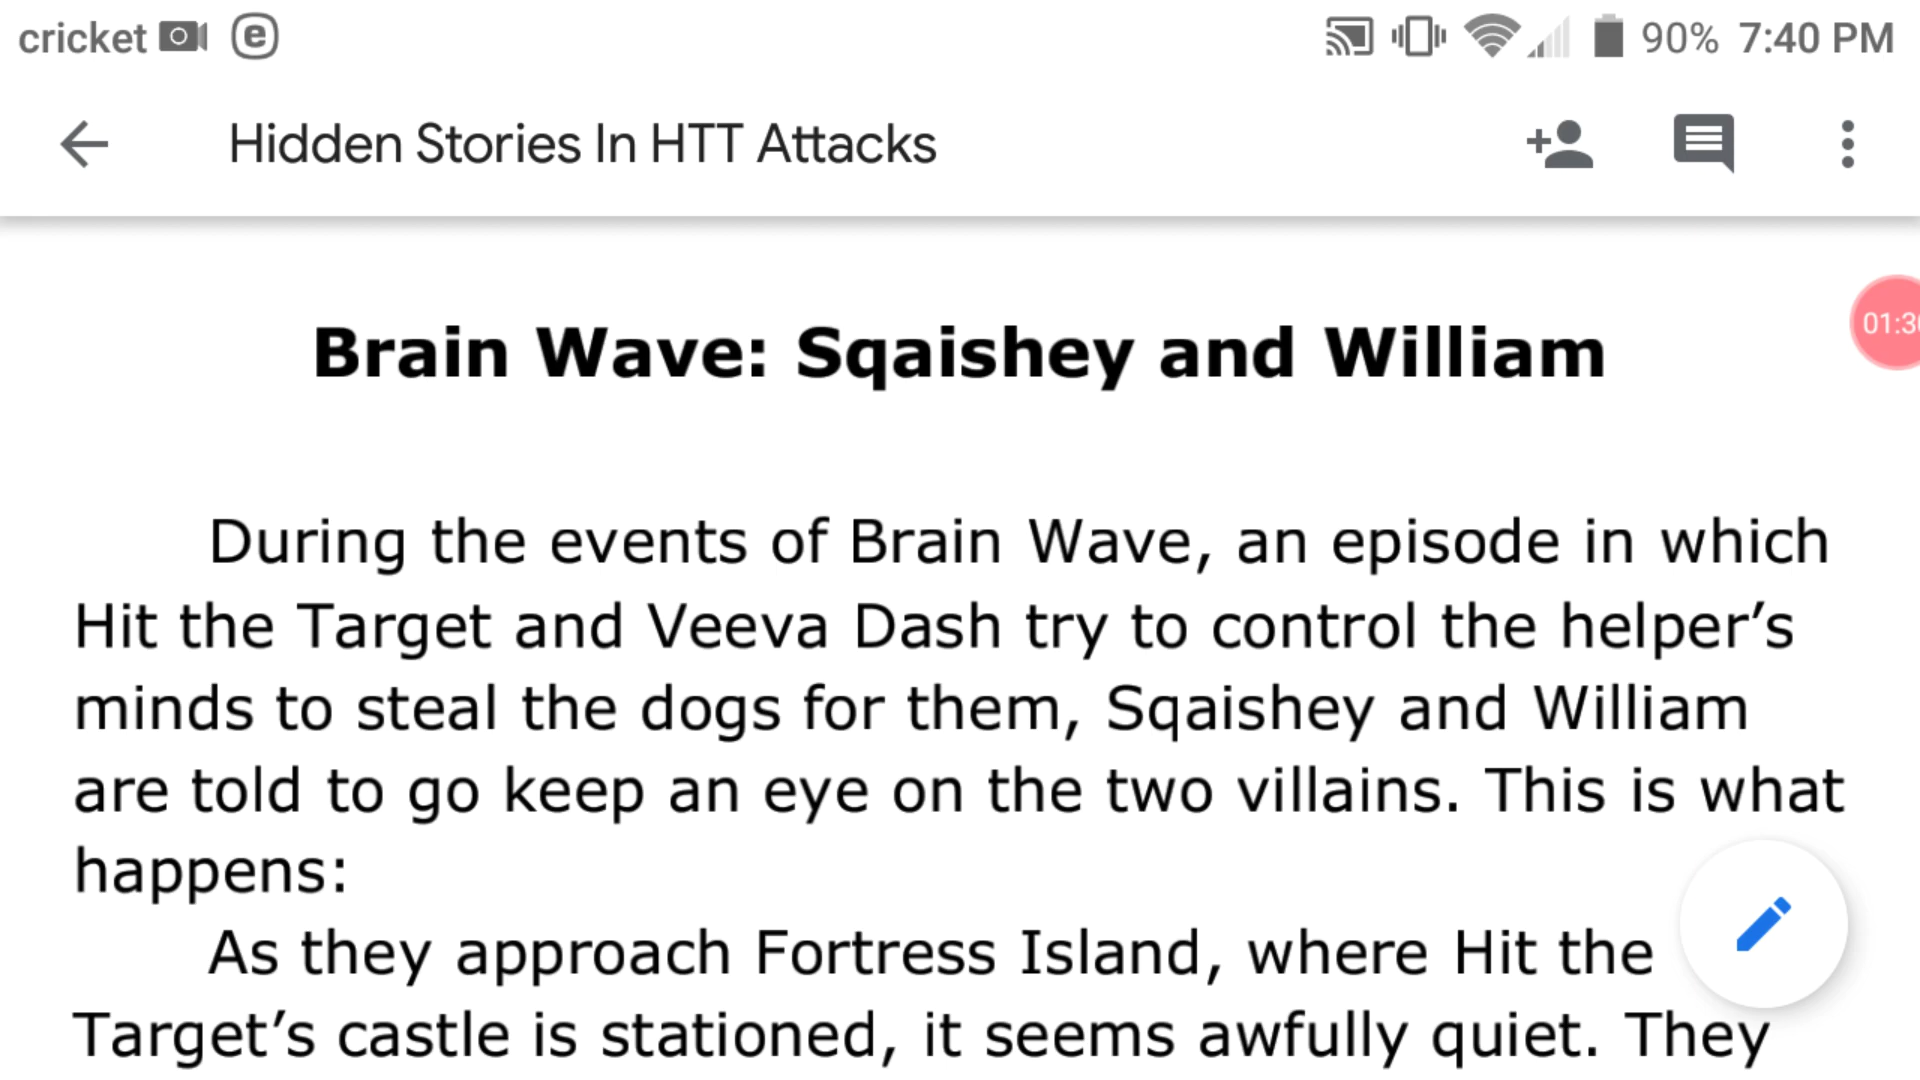 cricket
90% 7:40 PM
Hidden Stories In HTT Attacks
Brain Wave: Sqaishey and William
During the events of Brain Wave, an episode in which
Hit the Target and Veeva Dash try to control the helper’s
minds to steal the dogs for them, Sqaishey and William
are told to go keep an eye on the two villains. This is what
happens:
As they approach Fortress Island, where Hit the
Target’s castle is stationed, it seems awfully quiet. They